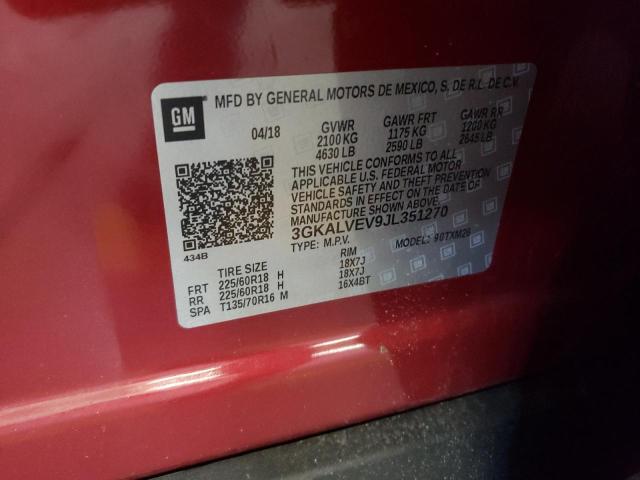 GM
MFD BY GENERAL MOTORS DE MEXICO, S. DE R.L. DE C.V.
04/18 GVWR GAWR FRT GAWR RR
2100 KG 1175 KG 1200 KG
4630 LB 2590 LB 2645 LB
THIS VEHICLE CONFORMS TO ALL
APPLICABLE U.S. FEDERAL MOTOR
VEHICLE SAFETY AND THEFT PREVENTION
STANDARDS IN EFFECT ON THE DATE OF
MANUFACTURE SHOWN ABOVE.
3GKALVEV9JL351270
TYPE: M.P.V. MODEL:
434B
TIRE SIZE RIM
FRT 225/60R18 H 18X7J
RR 225/60R18 H 18X7J
SPA T135/70R16 M 16X4BT